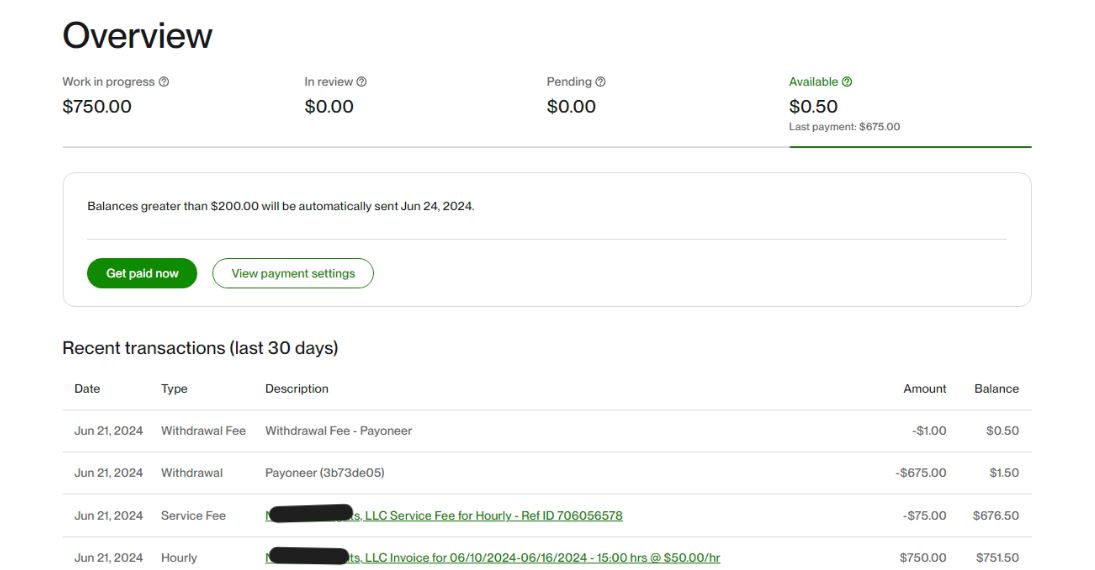 Overview
Work in progress In review Pending Available
$750.00 $0.00 $0.00 $0.50
Last payment: $675.00
Balances greater than $200.00 will be automatically sent Jun 24, 2024.
Get paid now View payment settings
Recent transactions (last 30 days)
Date Type Description Amount Balance
Jun 21, 2024 Withdrawal Fee Withdrawal Fee - Payoneer -$1.00 $0.50
Jun 21, 2024 Withdrawal Payoneer (3b73de05) -$675.00 $1.50
Jun 21, 2024 Service Fee LLC Service Fee for Hourly - Ref ID 706056578 -$75.00 $676.50
Jun 21, 2024 Hourly LLC Invoice for 06/10/2024-06/16/2024 - 15:00 hrs @ $50.00/hr $750.00 $751.50